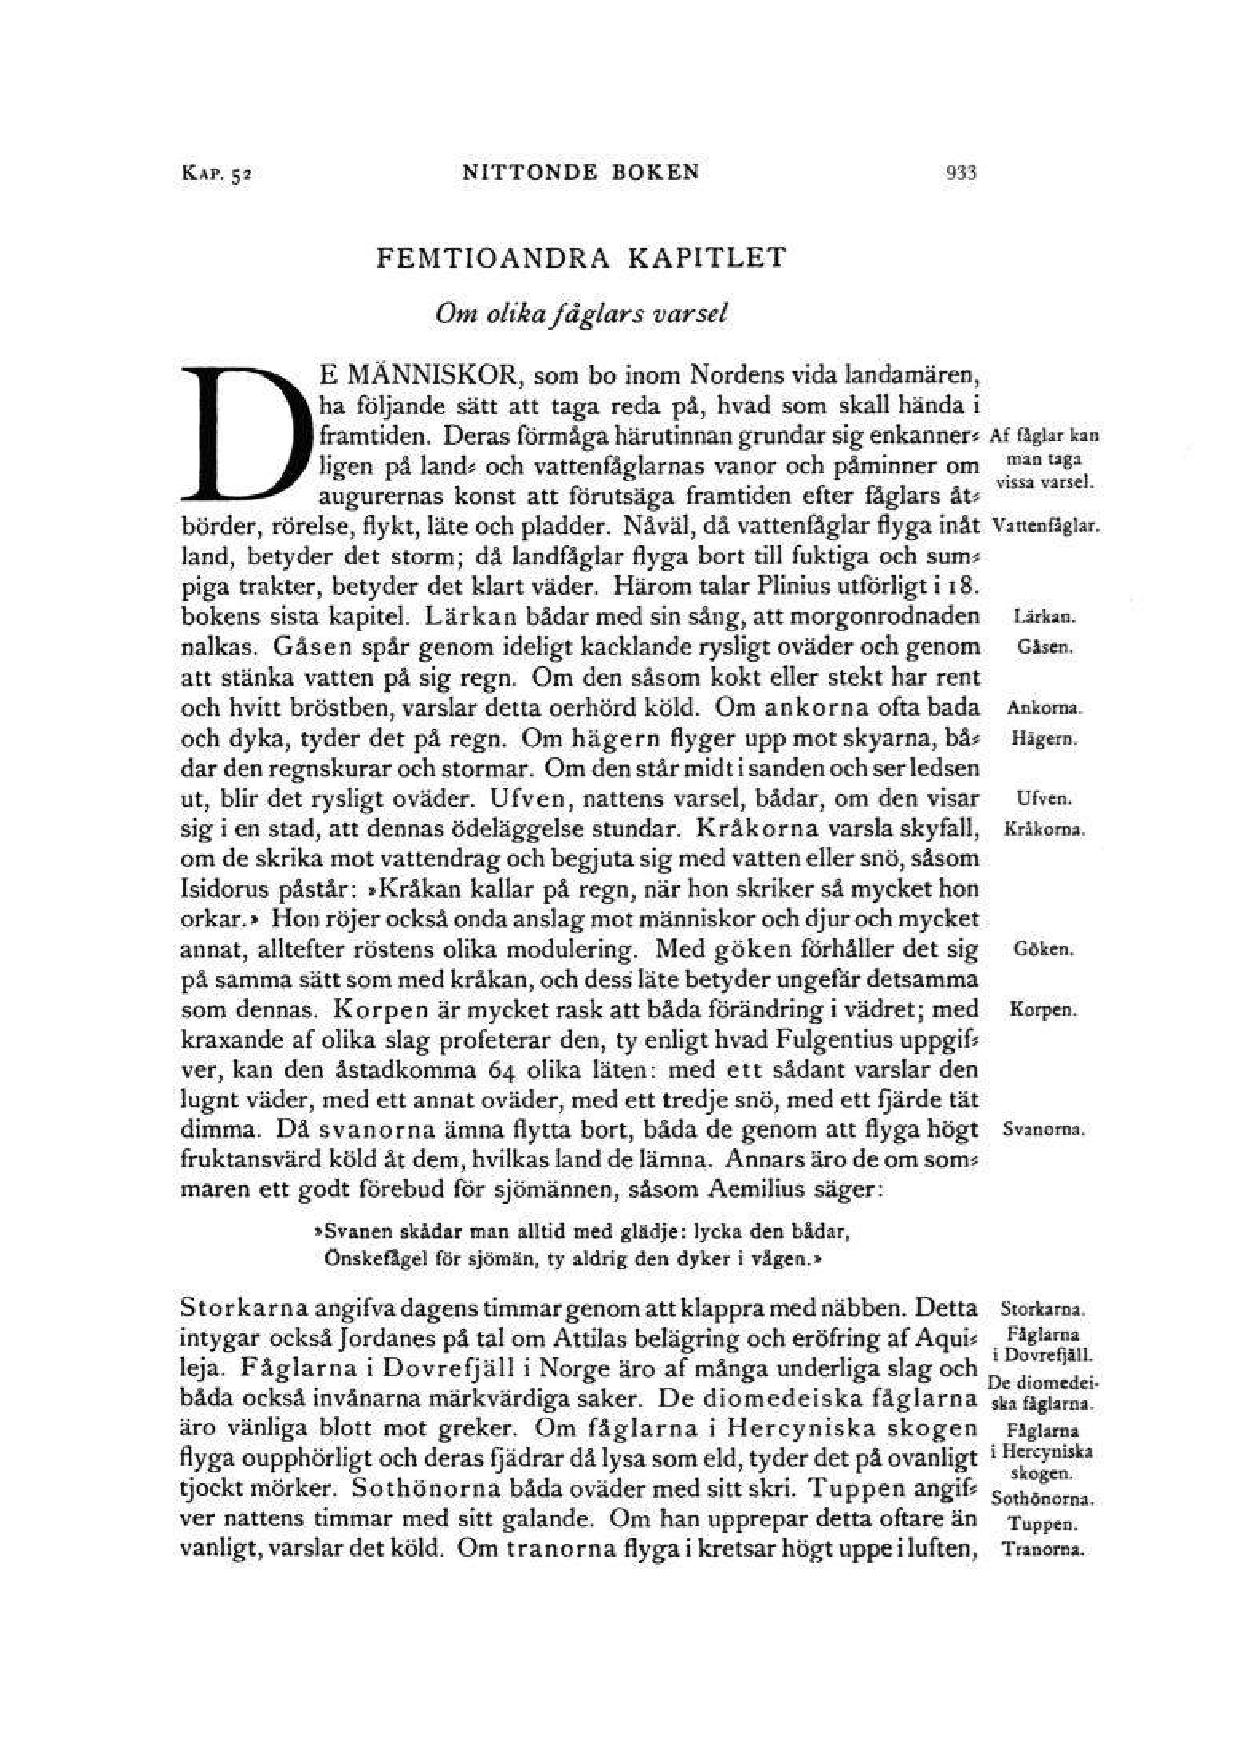 KAP. 52 NITTONDE BOKEN 933
FEMTIOANDRA KAPITLET
Om olika fåglars varsel
DE MÄNNISKOR, som bo inom Nordens vida landamären,
ha följande sätt att taga reda på, hvad som skall hända i
framtiden. Deras förmåga härutinnan grundar sig enkanner⸗
ligen på land⸗ och vattenfåglarnas vanor och påminner om
augurernas konst att förutsäga framtiden efter fåglars åt⸗
börder, rörelse, flykt, läte och pladder. Nåväl, då vattenfåglar flyga inåt
land, betyder det storm; då landfåglar flyga bort till fuktiga och sum⸗
piga trakter, betyder det klart väder. Härom talar Plinius utförligt i 18.
bokens sista kapitel. Lärkan bådar med sin sång, att morgonrodnaden
nalkas. Gåsen spår genom ideligt kacklande rysligt oväder och genom
att stänka vatten på sig regn. Om den såsom kokt eller stekt har rent
och hvitt bröstben, varslar detta oerhörd köld. Om ankorna ofta bada
och dyka, tyder det på regn. Om hägern flyger upp mot skyarna, bå⸗
dar den regnskurar och stormar. Om den står midt i sanden och ser ledsen
ut, blir det rysligt oväder. Ufven, nattens varsel, bådar, om den visar
sig i en stad, att dennas ödeläggelse stundar. Kråkorna varsla skyfall,
om de skrika mot vattendrag och begjuta sig med vatten eller snö, såsom
Isidorus påstår: »Kråkan kallar på regn, när hon skriker så mycket hon
orkar.» Hon röjer också onda anslag mot människor och djur och mycket
annat, alltefter röstens olika modulering. Med göken förhåller det sig
på samma sätt som med kråkan, och dess läte betyder ungefär detsamma
som dennas. Korpen är mycket rask att båda förändring i vädret; med
kraxande af olika slag profeterar den, ty enligt hvad Fulgentius uppgif⸗
ver, kan den åstadkomma 64 olika läten: med ett sådant varslar den
lugnt väder, med ett annat oväder, med ett tredje snö, med ett fjärde tät
dimma. Då svanorna ämna flytta bort, båda de genom att flyga högt
fruktansvärd köld åt dem, hvilkas land de lämna. Annars äro de om som⸗
maren ett godt förebud för sjömännen, såsom Aemilius säger:
»Svanen skådar man alltid med glädje: lycka den bådar,
Önskefågel för sjömän, ty aldrig den dyker i vågen.»
Storkarna angifva dagens timmar genom att klappra med näbben. Detta
intygar också Jordanes på tal om Attilas belägring och eröfring af Aqui⸗
leja. Fåglarna i Dovrefjäll i Norge äro af många underliga slag och
båda också invånarna märkvärdiga saker. De diomedeiska fåglarna
äro vänliga blott mot greker. Om fåglarna i Hercyniska skogen
flyga oupphörligt och deras fjädrar då lysa som eld, tyder det på ovanligt
tjockt mörker. Sothönorna båda oväder med sitt skri. Tuppen angif⸗
ver nattens timmar med sitt galande. Om han upprepar detta oftare än
vanligt, varslar det köld. Om tranorna flyga i kretsar högt uppe i luften,
Af fåglar kan
man taga
vissa varsel.
Vattenfåglar.
Lärkan.
Gåsen.
Ankorna.
Hägern.
Ufven.
Kråkorna.
Göken.
Korpen.
Svanorna.
Storkarna.
Fåglarna
i Dovrefjäll.
De diomedei-
ska fåglarna.
Fåglarna
i Hercyniska
skogen.
Sothönorna.
Tuppen.
Tranorna.